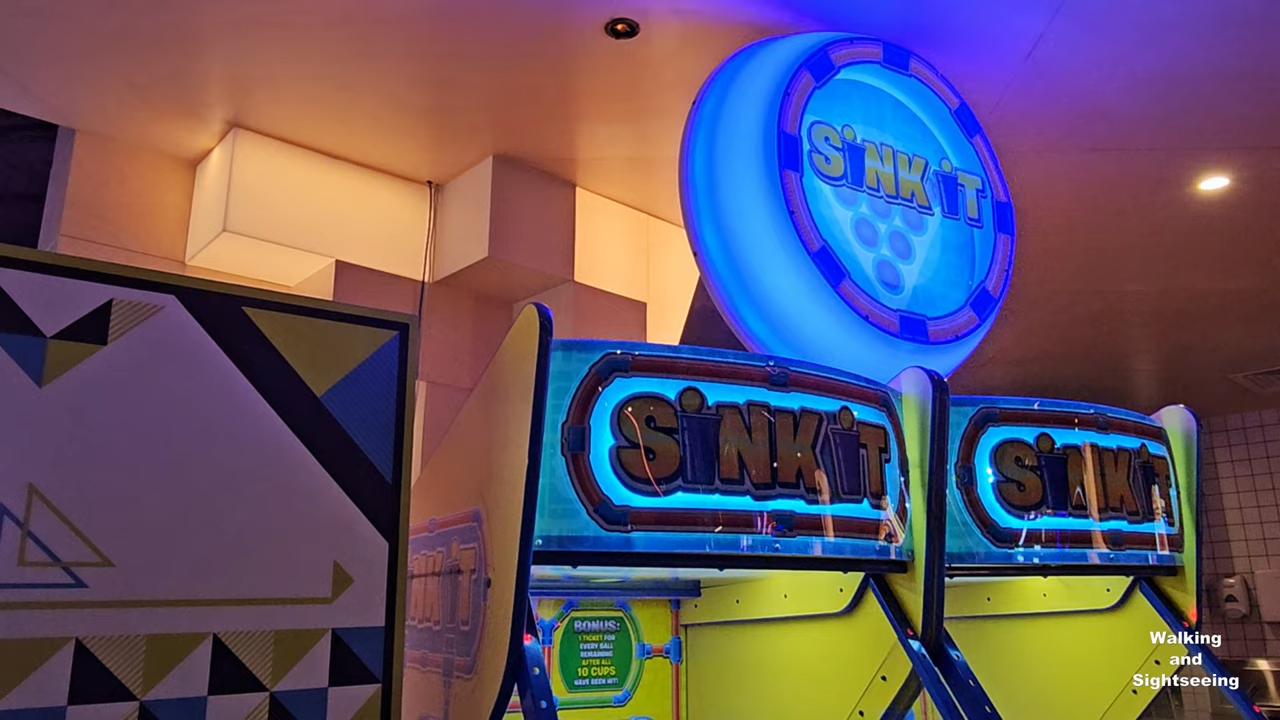 SiNK iT
SiNK iT
SiNK iT
BONUS:
1 TICKET FOR
EVERY BALL
REMAINING
AFTER ALL
10 CUPS
HAVE BEEN HIT!
Walking
and
Sightseeing